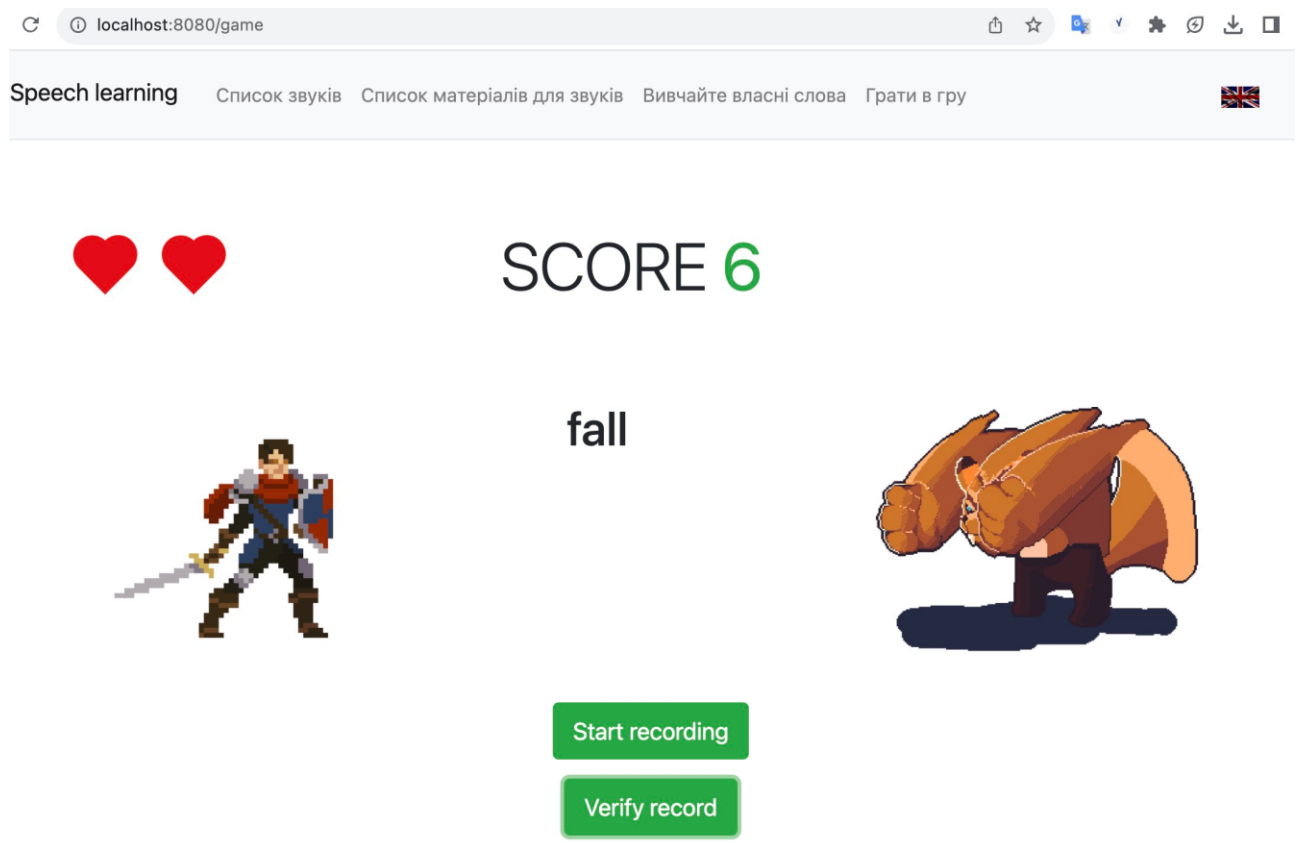 localhost:8080/game
Speech learning Список звуків Список матеріалів для звуків Вивчайте власні слова Грати в гру
SCORE 6
fall
Start recording
Verify record